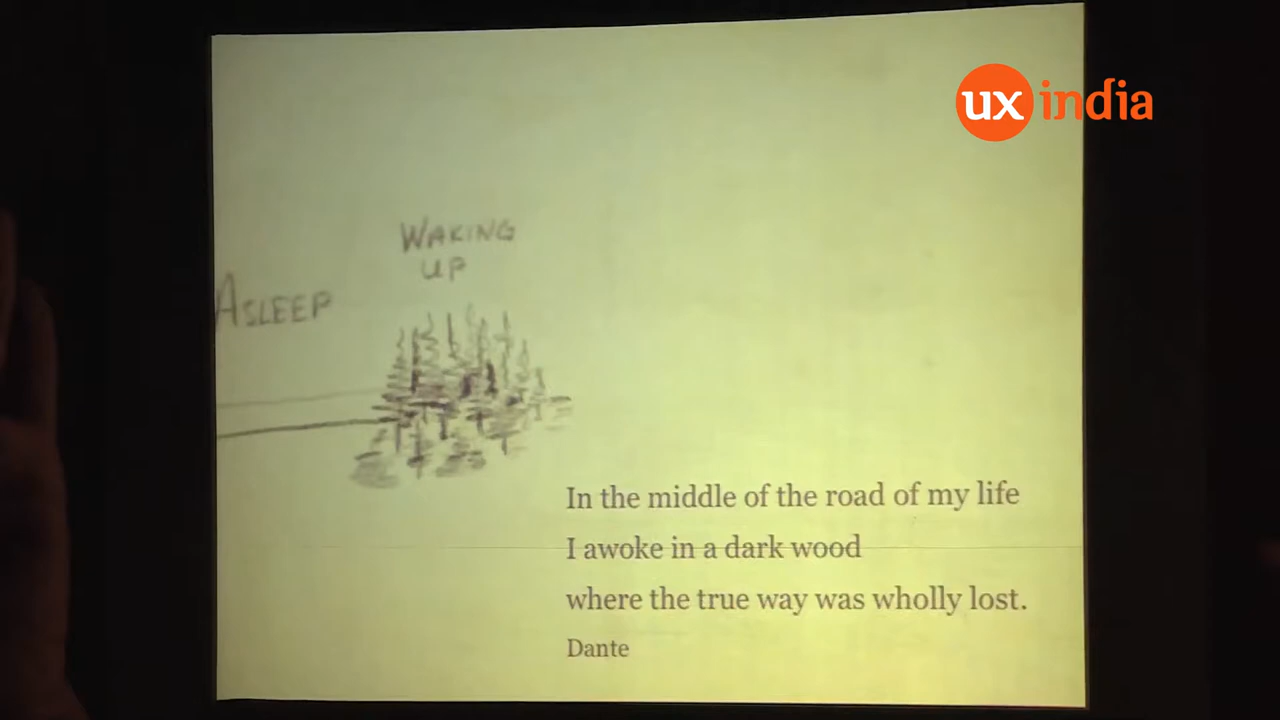 ux india
WAKING
UP
ASLEEP
In the middle of the road of my life
I awoke in a dark wood
where the true way was wholly lost.
Dante